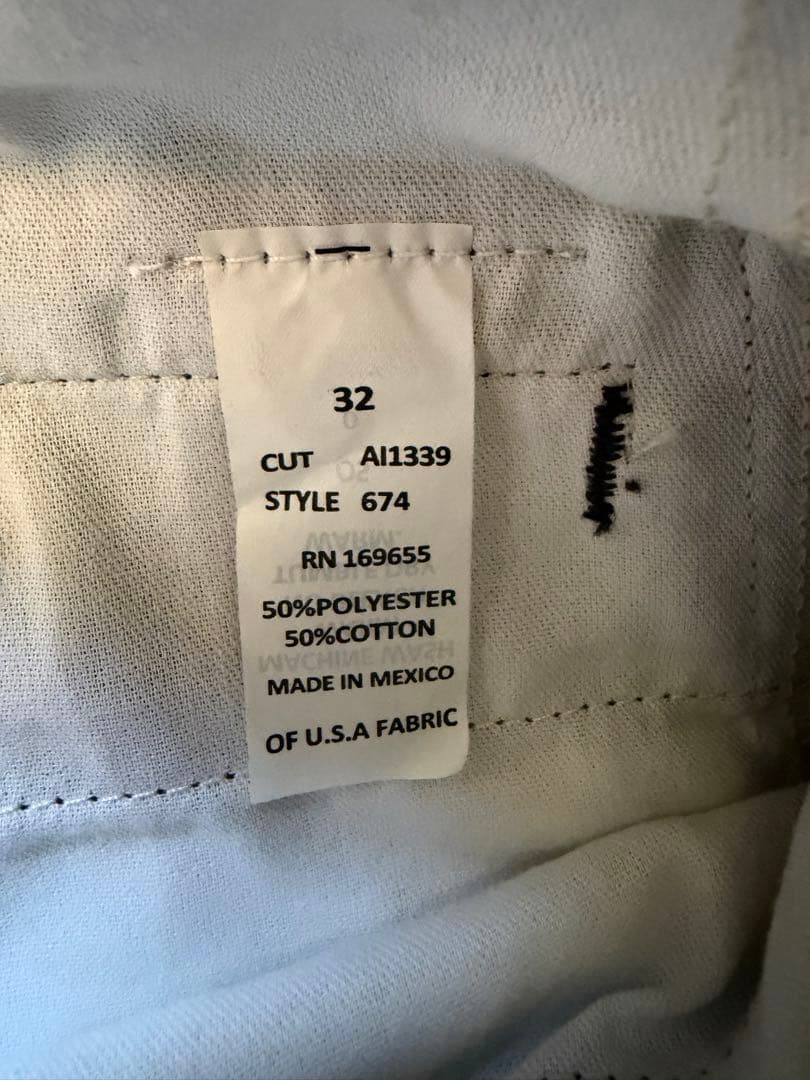 32
CUT AI1339
STYLE 674
RN 169655
50%POLYESTER
50%COTTON
MADE IN MEXICO
OF U.S.A FABRIC